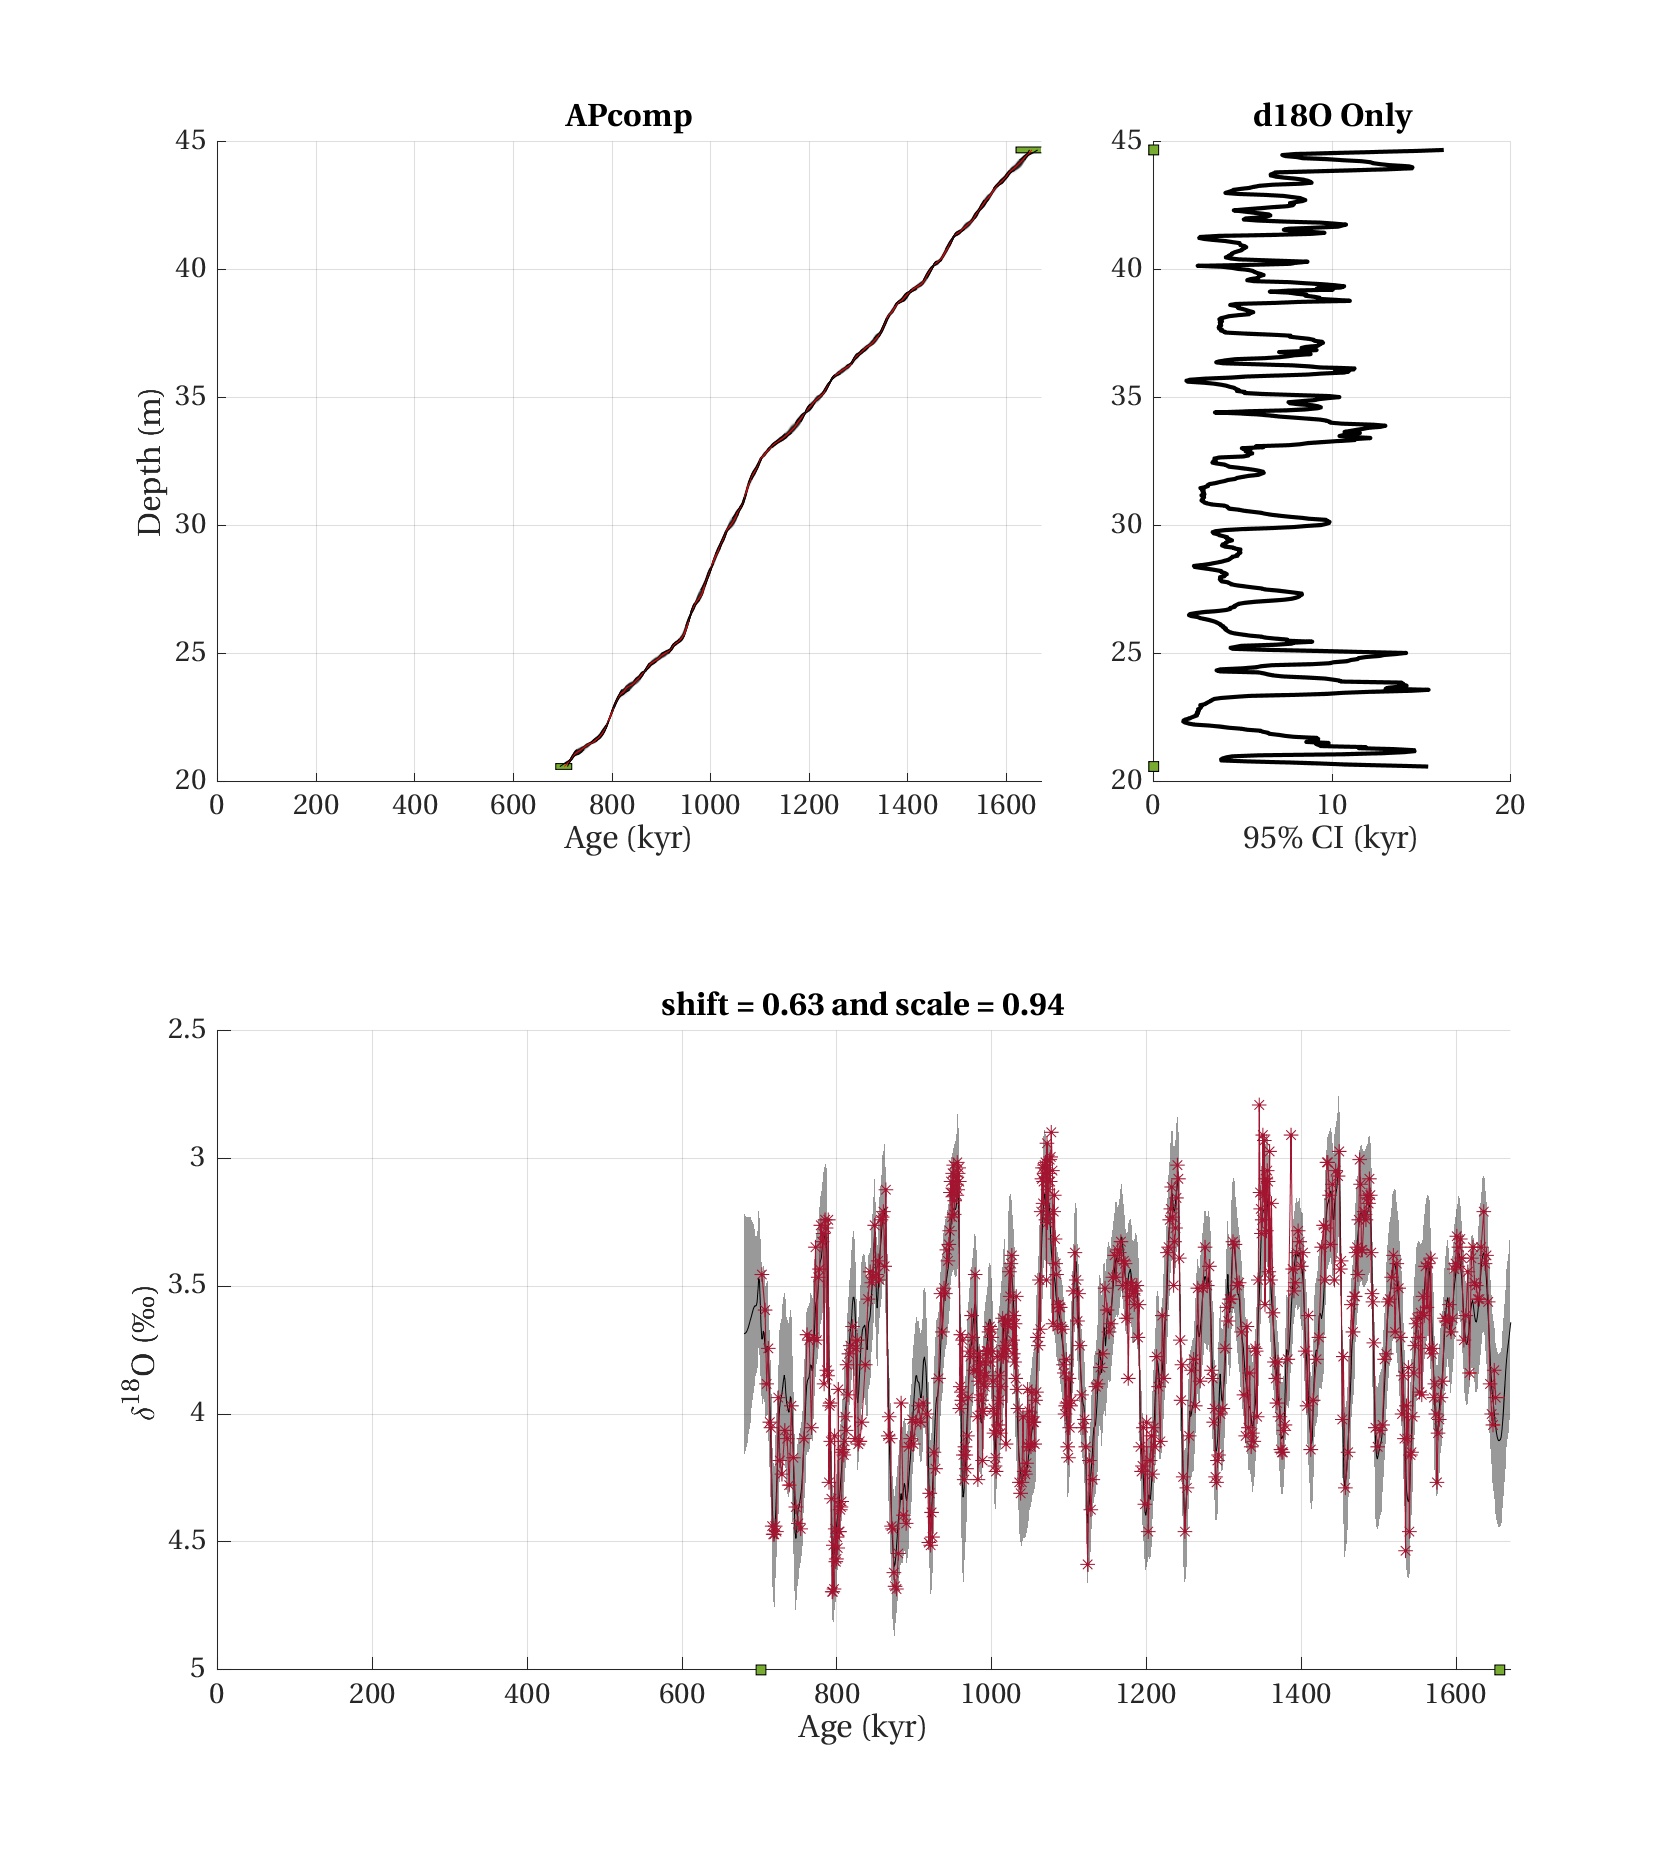 APcomp
45
40
35
30
25
20
Depth (m)
0 200 400 600 800 1000 1200 1400 1600
Age (kyr)
d18O Only
45
40
35
30
25
20
0 10 20
95% CI (kyr)
shift = 0.63 and scale = 0.94
2.5
3
3.5
4
4.5
5
δ¹⁸O (‰)
0 200 400 600 800 1000 1200 1400 1600
Age (kyr)